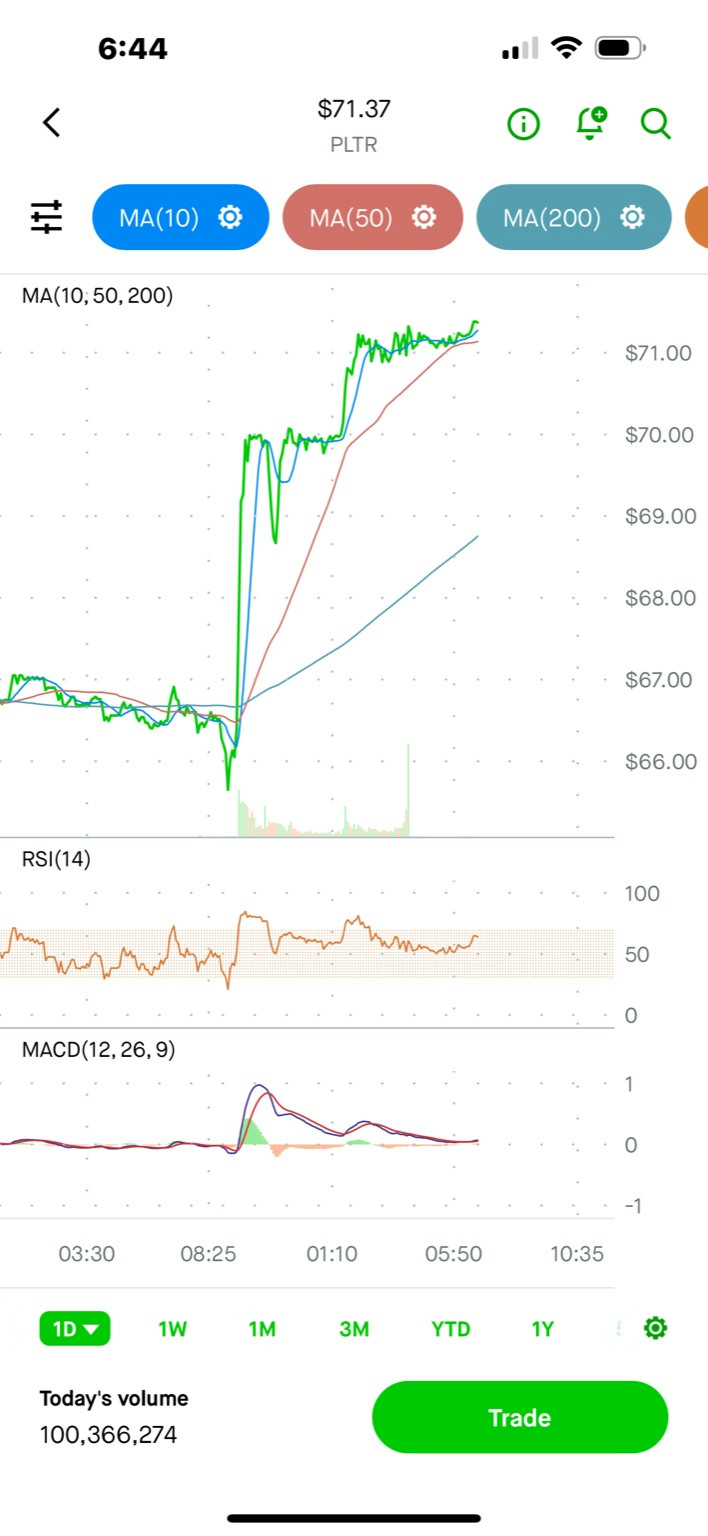 6:44
$71.37
PLTR
MA(10)
MA(50)
MA(200)
MA(10, 50, 200)
$71.00
$70.00
$69.00
$68.00
$67.00
$66.00
RSI(14)
100
50
0
MACD(12, 26, 9)
1
0
-1
03:30 08:25 01:10 05:50 10:35
1D 1W 1M 3M YTD 1Y
Today's volume
100,366,274
Trade